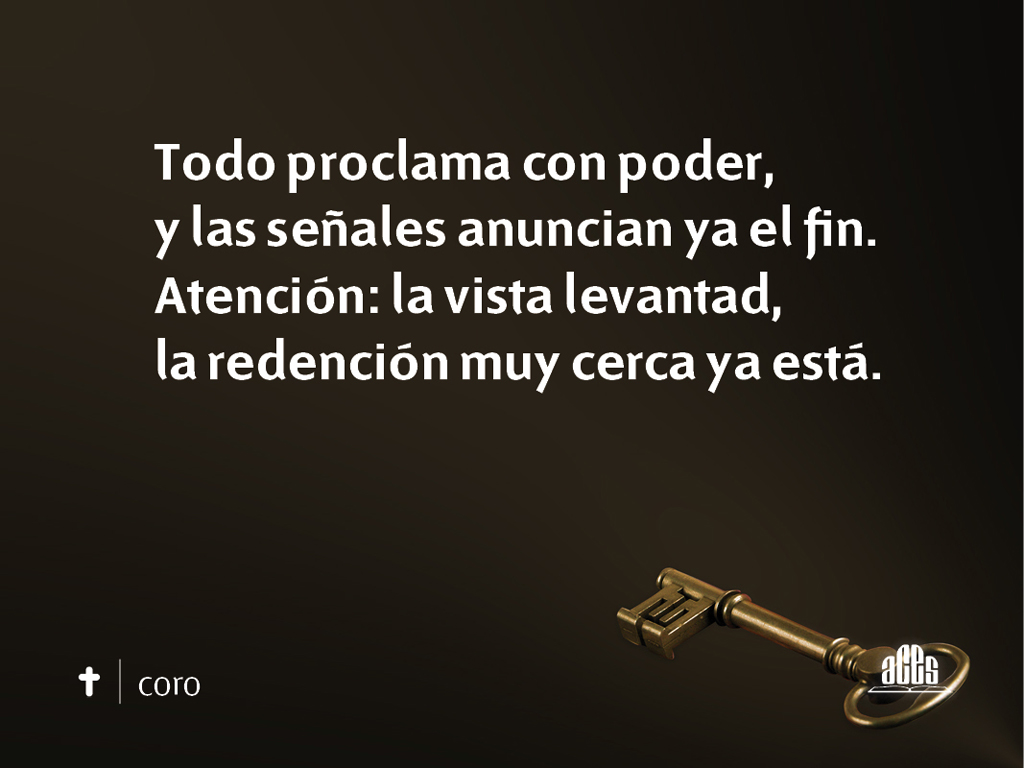 Todo proclama con poder,
y las señales anuncian ya el fin.
Atención: la vista levantad,
la redención muy cerca ya está.
coro
aces